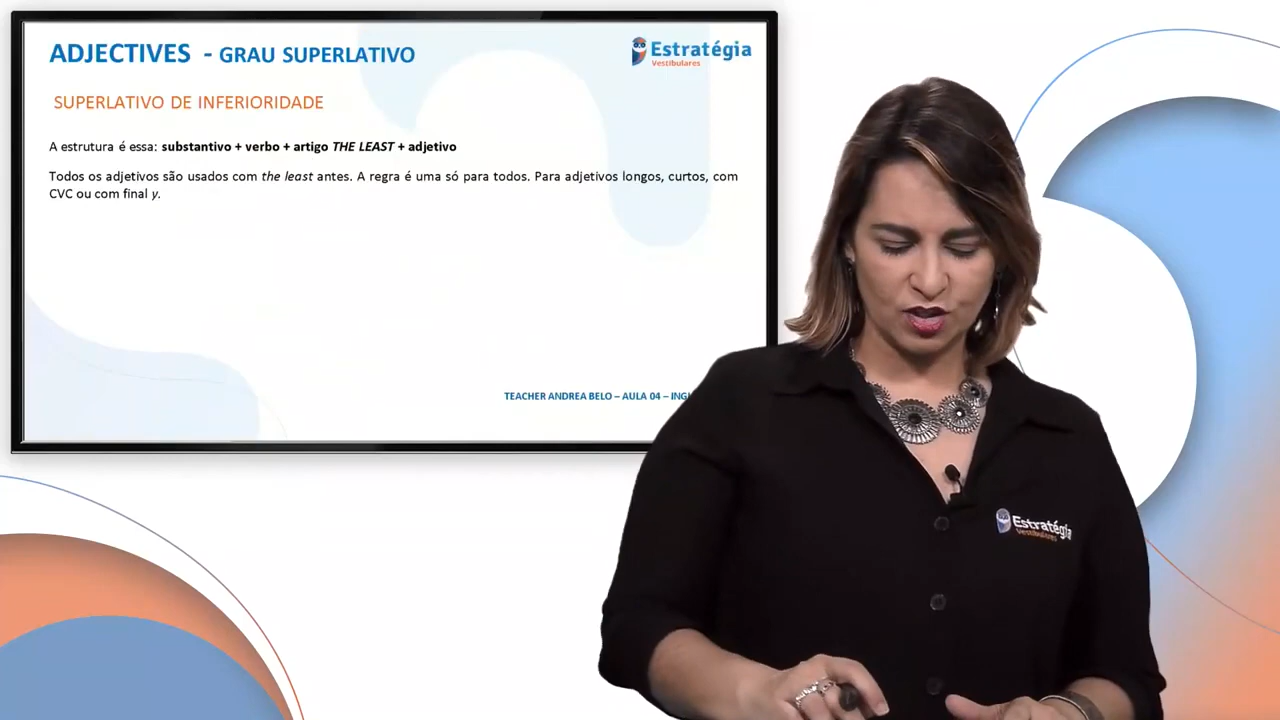 ADJECTIVES - GRAU SUPERLATIVO
Estratégia
Vestibulares
SUPERLATIVO DE INFERIORIDADE
A estrutura é essa: substantivo + verbo + artigo THE LEAST + adjetivo
Todos os adjetivos são usados com the least antes. A regra é uma só para todos. Para adjetivos longos, curtos, com
CVC ou com final y.
TEACHER ANDREA BELO – AULA 04 –
Estratégia
Vestibulares